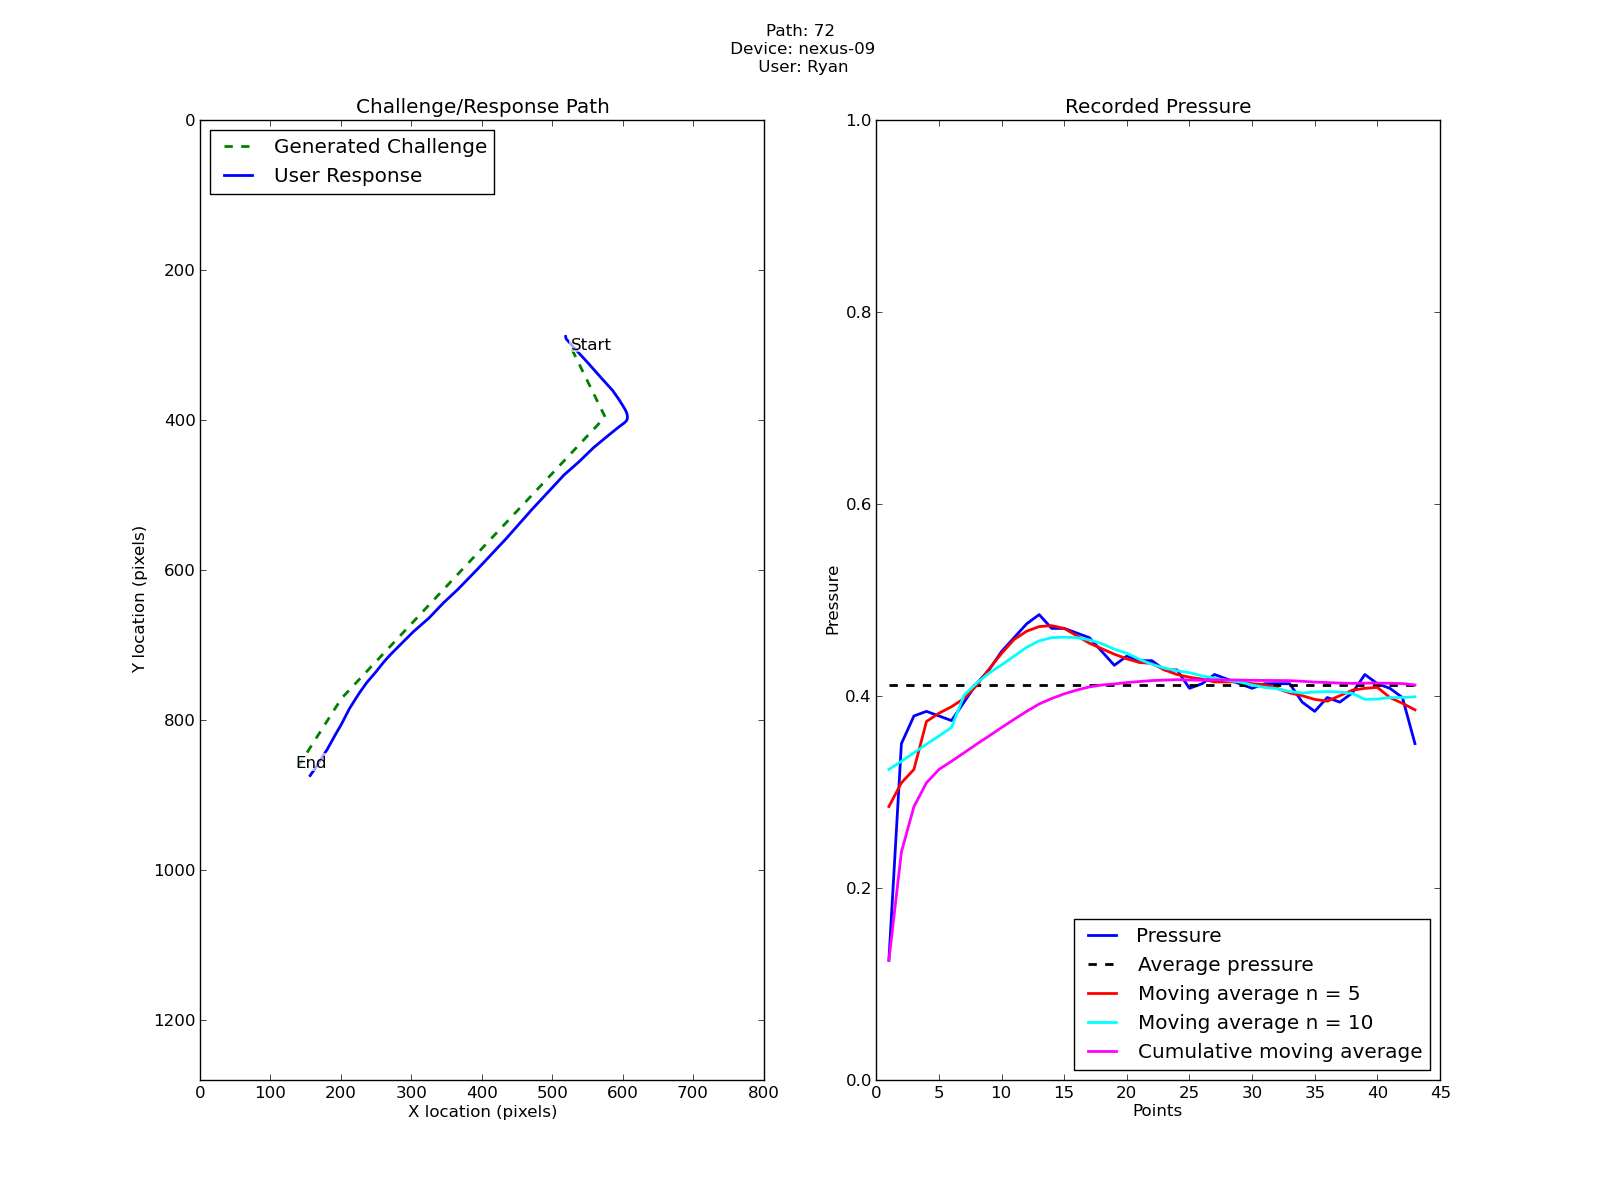 Path: 72
Device: nexus-09
User: Ryan
Challenge/Response Path
Generated Challenge
User Response
0
200
400
600
800
1000
1200
Y location (pixels)
Start
End
0 100 200 300 400 500 600 700 800
X location (pixels)
Recorded Pressure
1.0
0.8
0.6
0.4
0.2
0.0
Pressure
Pressure
Average pressure
Moving average n = 5
Moving average n = 10
Cumulative moving average
0 5 10 15 20 25 30 35 40 45
Points